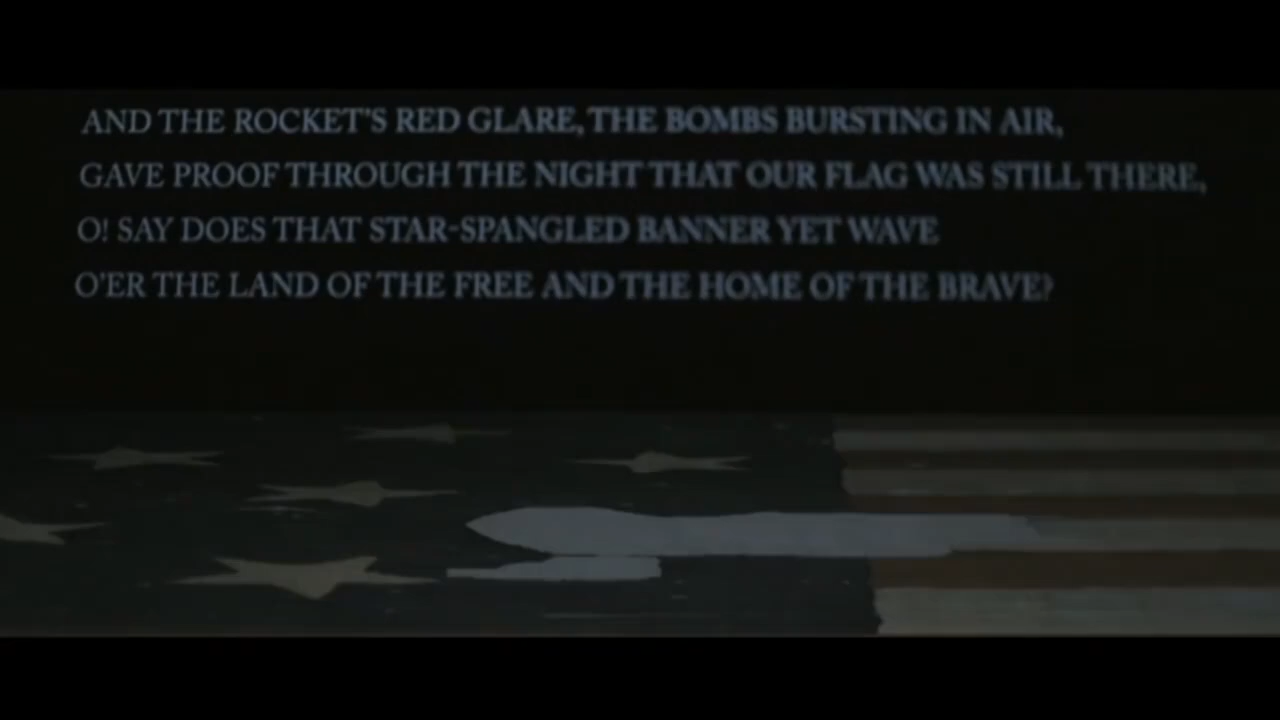 AND THE ROCKET'S RED GLARE, THE BOMBS BURSTING IN AIR,
GAVE PROOF THROUGH THE NIGHT THAT OUR FLAG WAS STILL THERE,
O! SAY DOES THAT STAR-SPANGLED BANNER YET WAVE
O'ER THE LAND OF THE FREE AND THE HOME OF THE BRAVE?